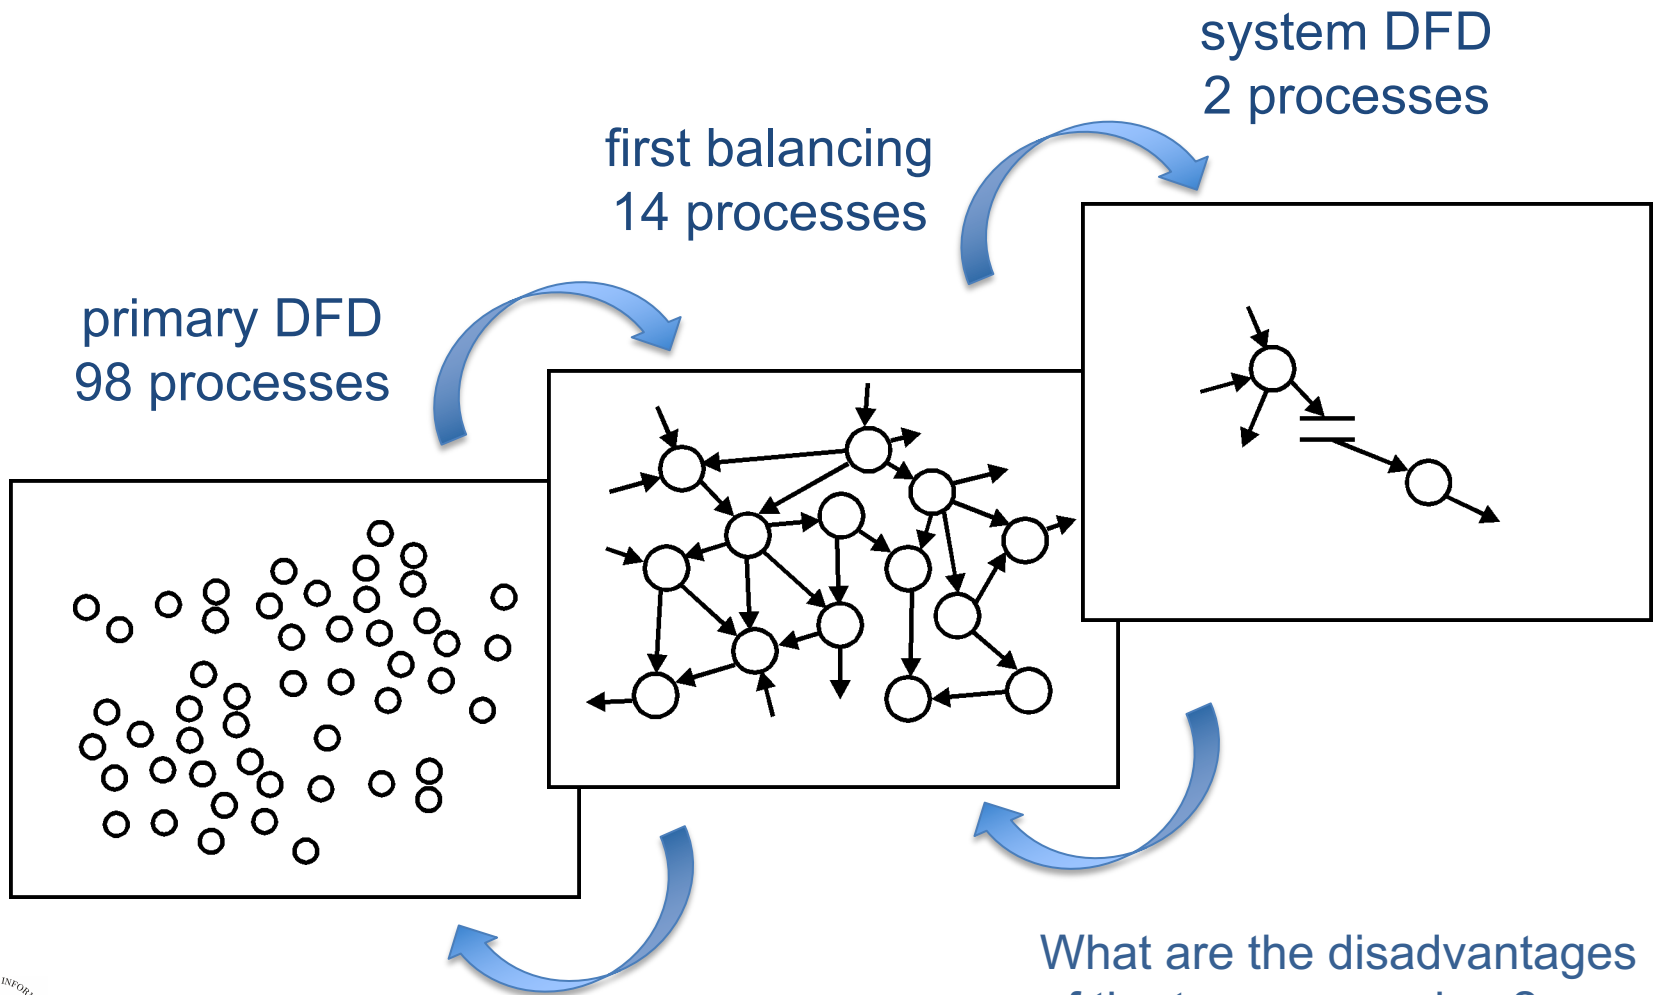 system DFD
2 processes
first balancing
14 processes
primary DFD
98 processes
What are the disadvantages